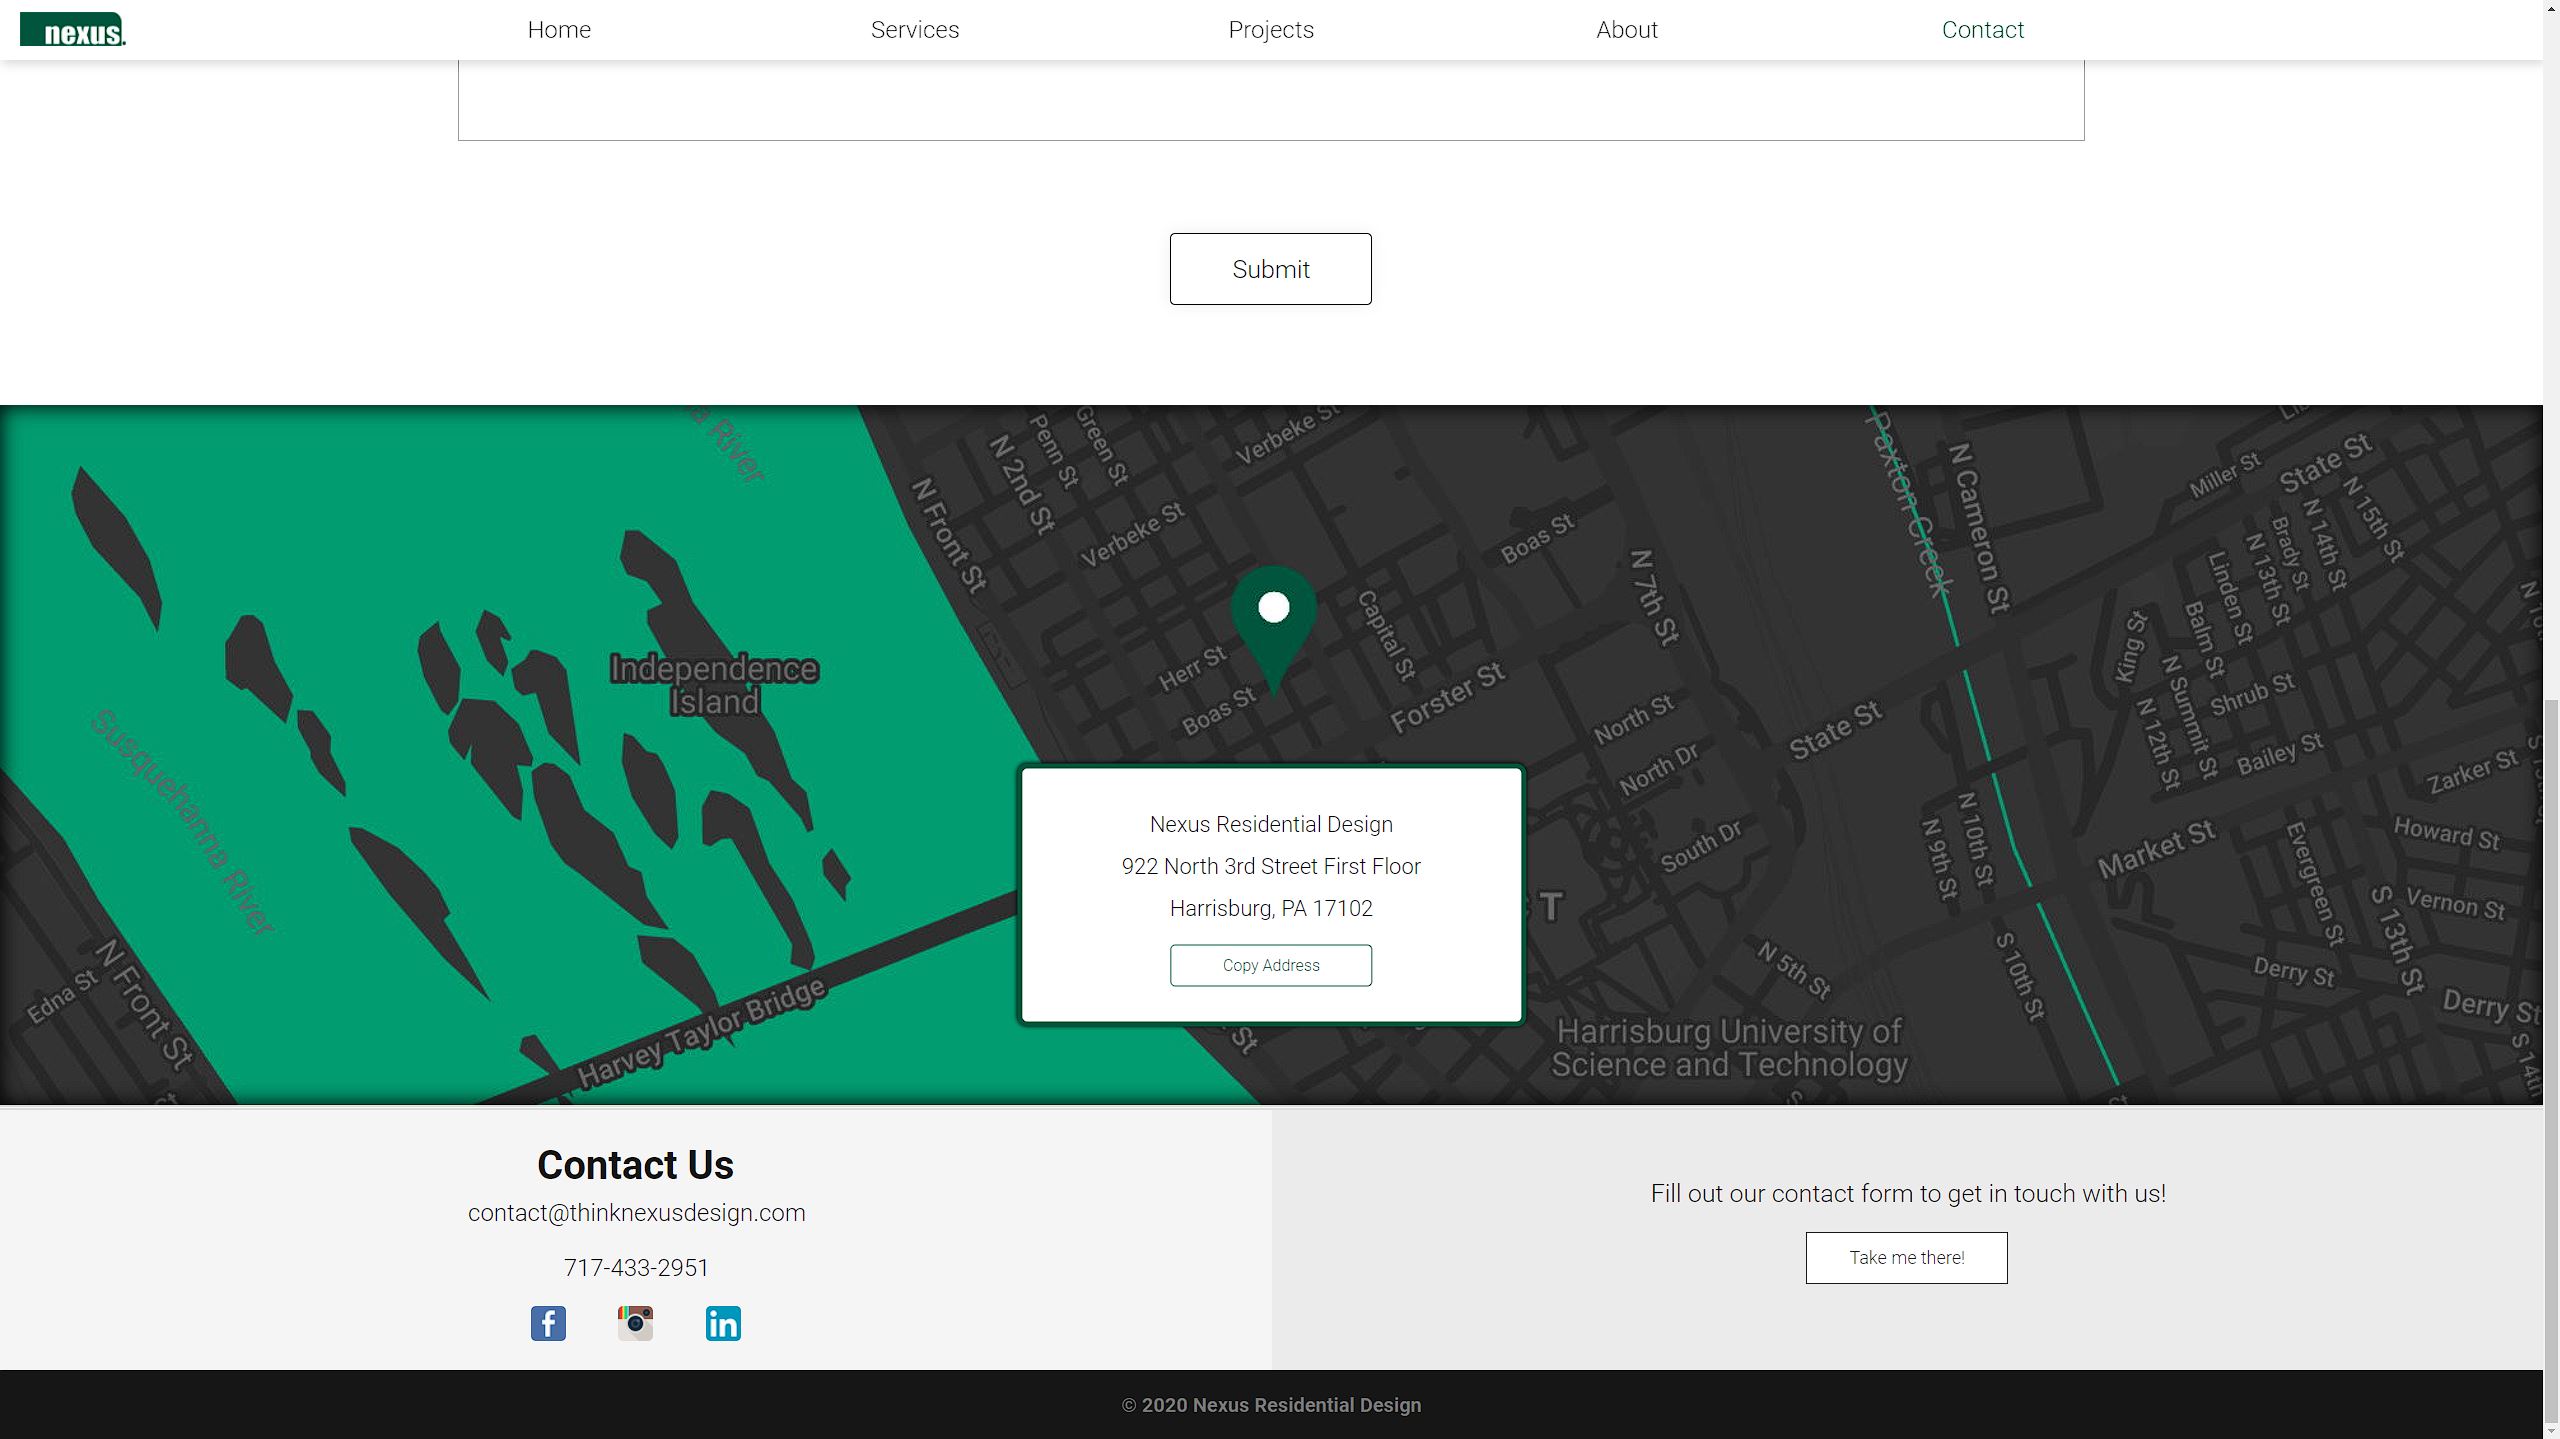 nexus.
Home
Services
Projects
About
Contact
Submit
Verbeke St
Green St
Penn St
N 2nd St
N Front St
Verbeke St
Boas St
N 7th St
Paxton Creek
N Cameron St
Miller St
State St
N 15th St
N 14th St
Brady St
N 13th St
Linden St
Balm St
King St
N Summit St
Shrub St
N 12th St
Bailey St
Zarker St
Independence
Island
Susquehanna River
Herr St
Boas St
Capital St
Forster St
North St
North Dr
State St
South Dr
N 9th St
N 10th St
Market St
Howard St
Evergreen St
Vernon St
S 13th St
Derry St
Derry St
N 5th St
S 10th St
Edna St
N Front St
Harvey Taylor Bridge
Harrisburg University of
Science and Technology
Nexus Residential Design
922 North 3rd Street First Floor
Harrisburg, PA 17102
Copy Address
Contact Us
contact@thinknexusdesign.com
717-433-2951
Fill out our contact form to get in touch with us!
Take me there!
© 2020 Nexus Residential Design